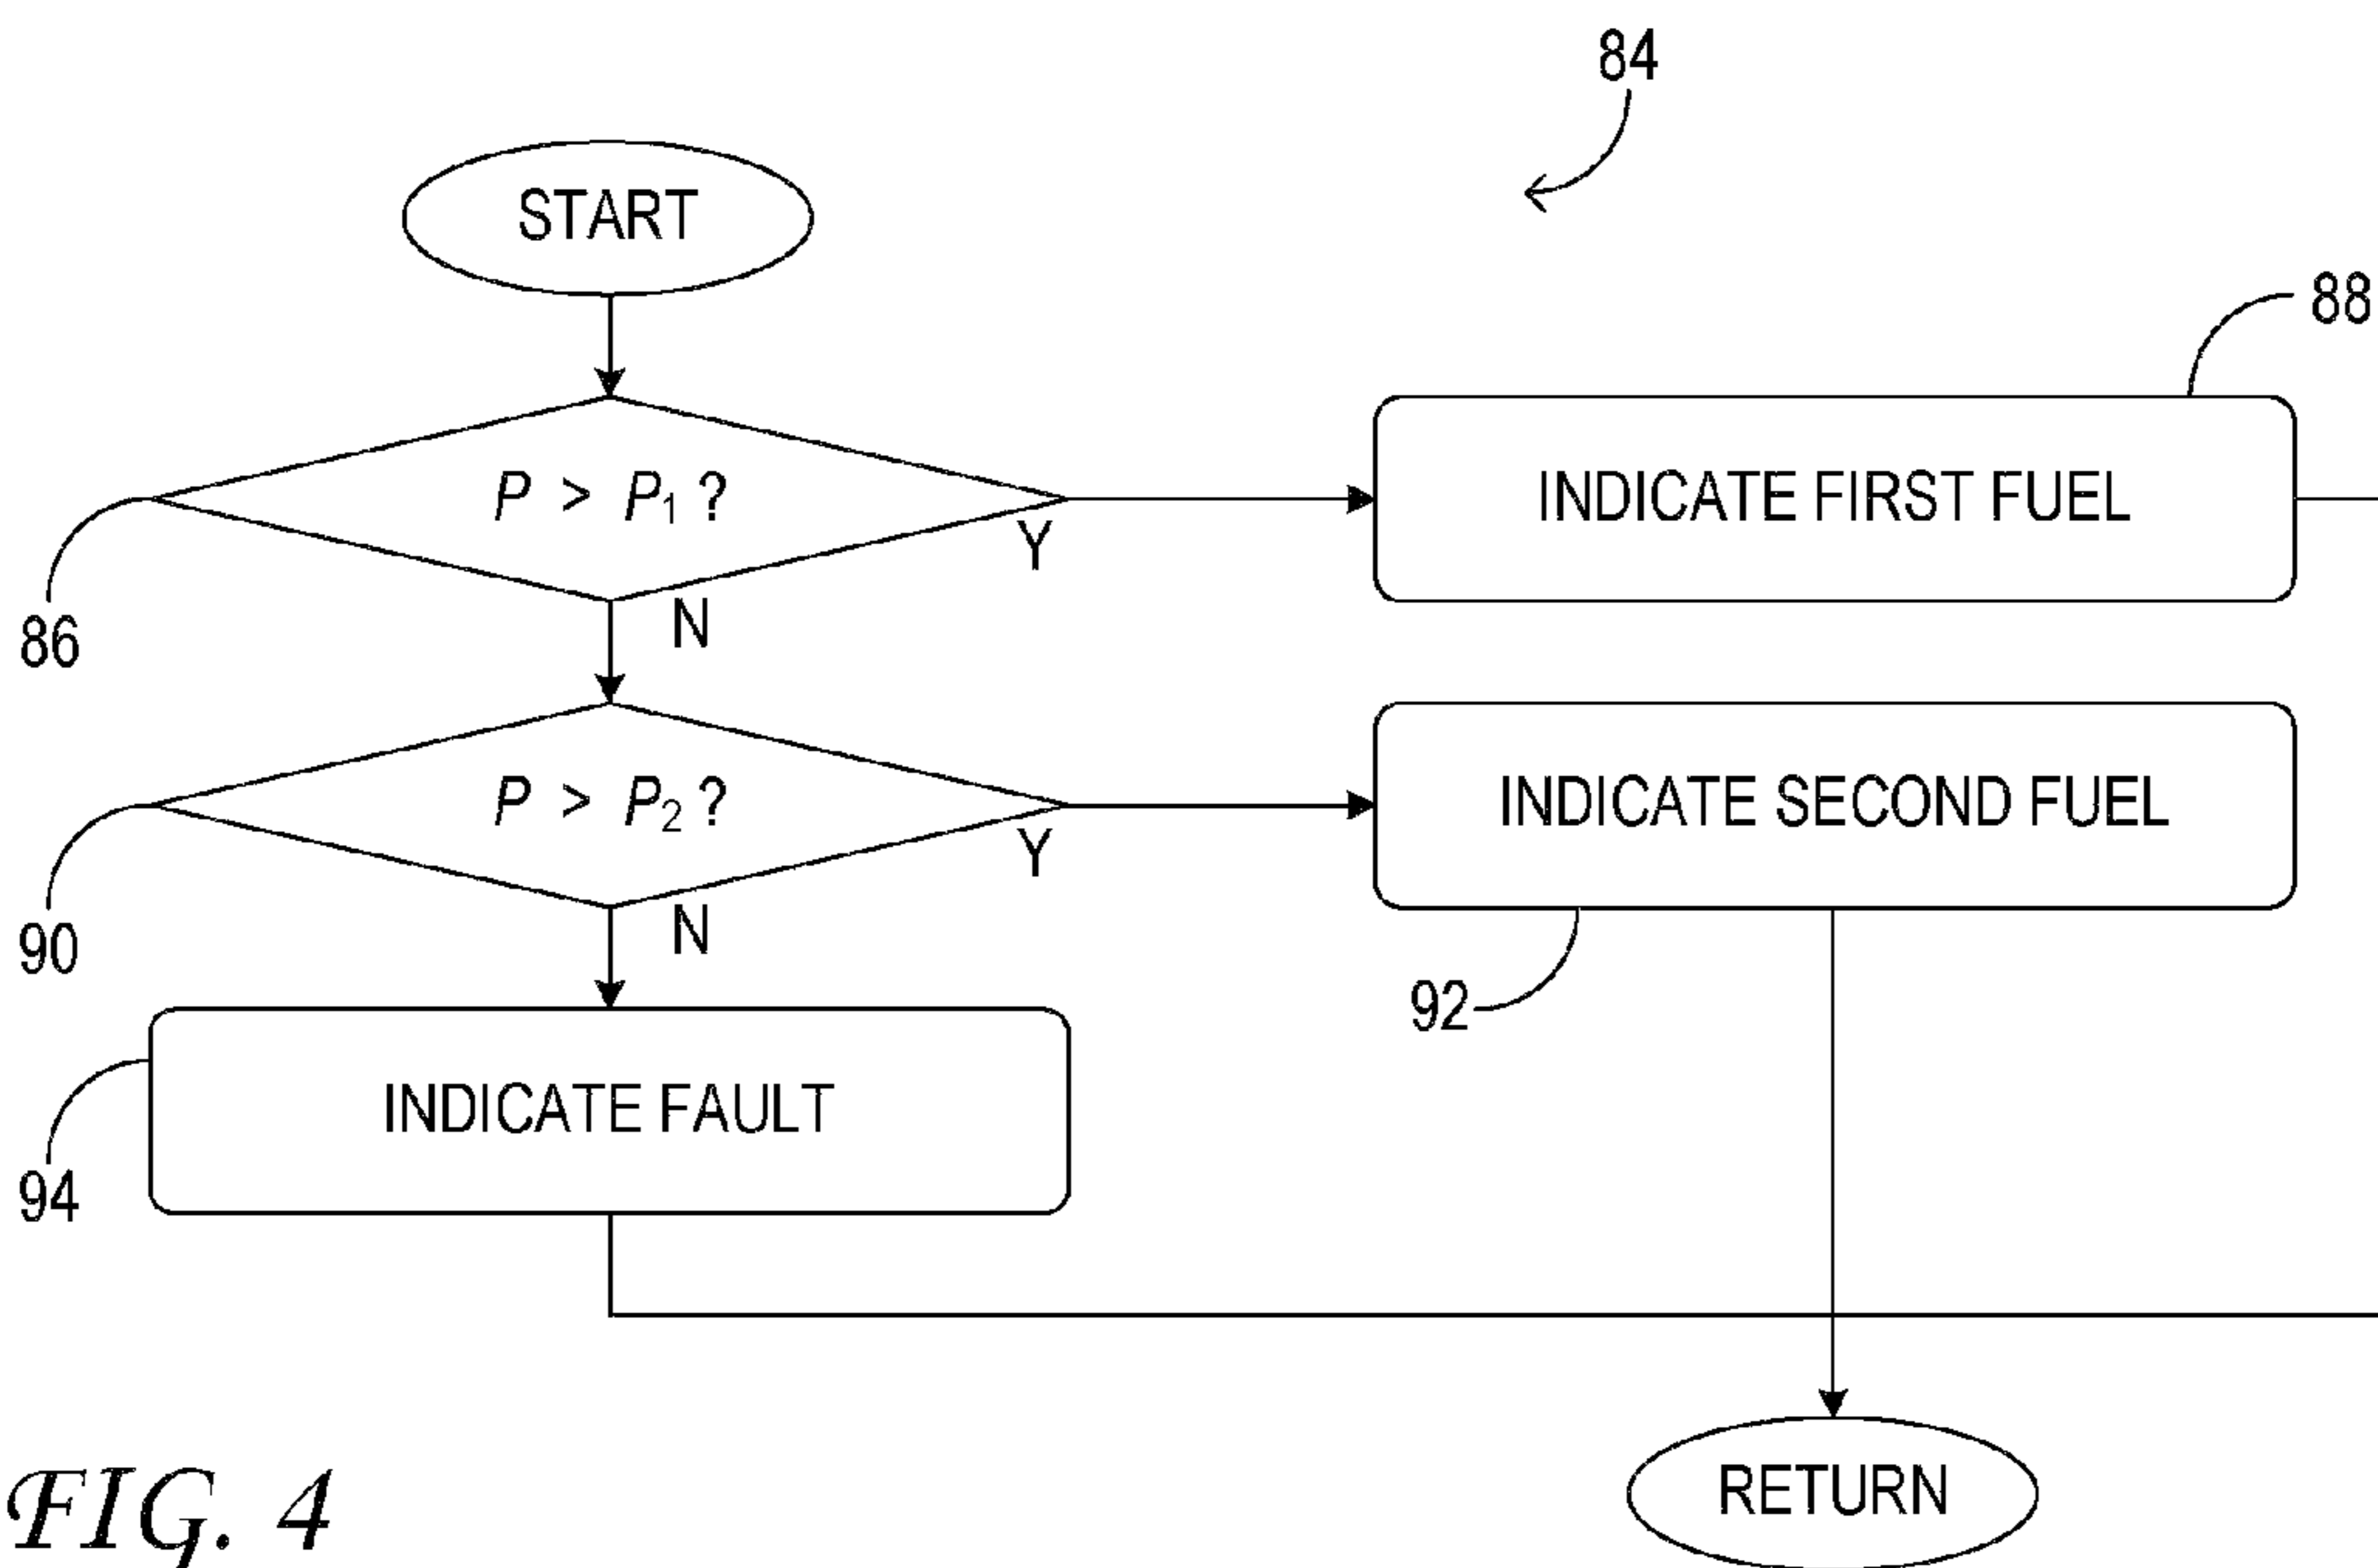 84
START
88
P > P₁ ?
INDICATE FIRST FUEL
Y
86
N
P > P₂ ?
INDICATE SECOND FUEL
Y
90
N
92
INDICATE FAULT
94
RETURN
FIG. 4